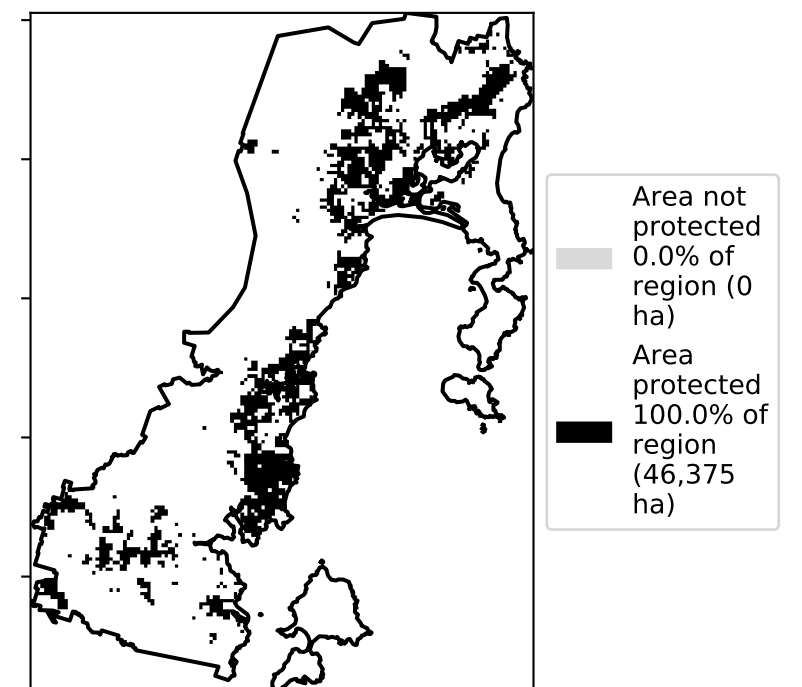 Area not
protected
0.0% of
region (0
ha)
Area
protected
100.0% of
region
(46,375
ha)